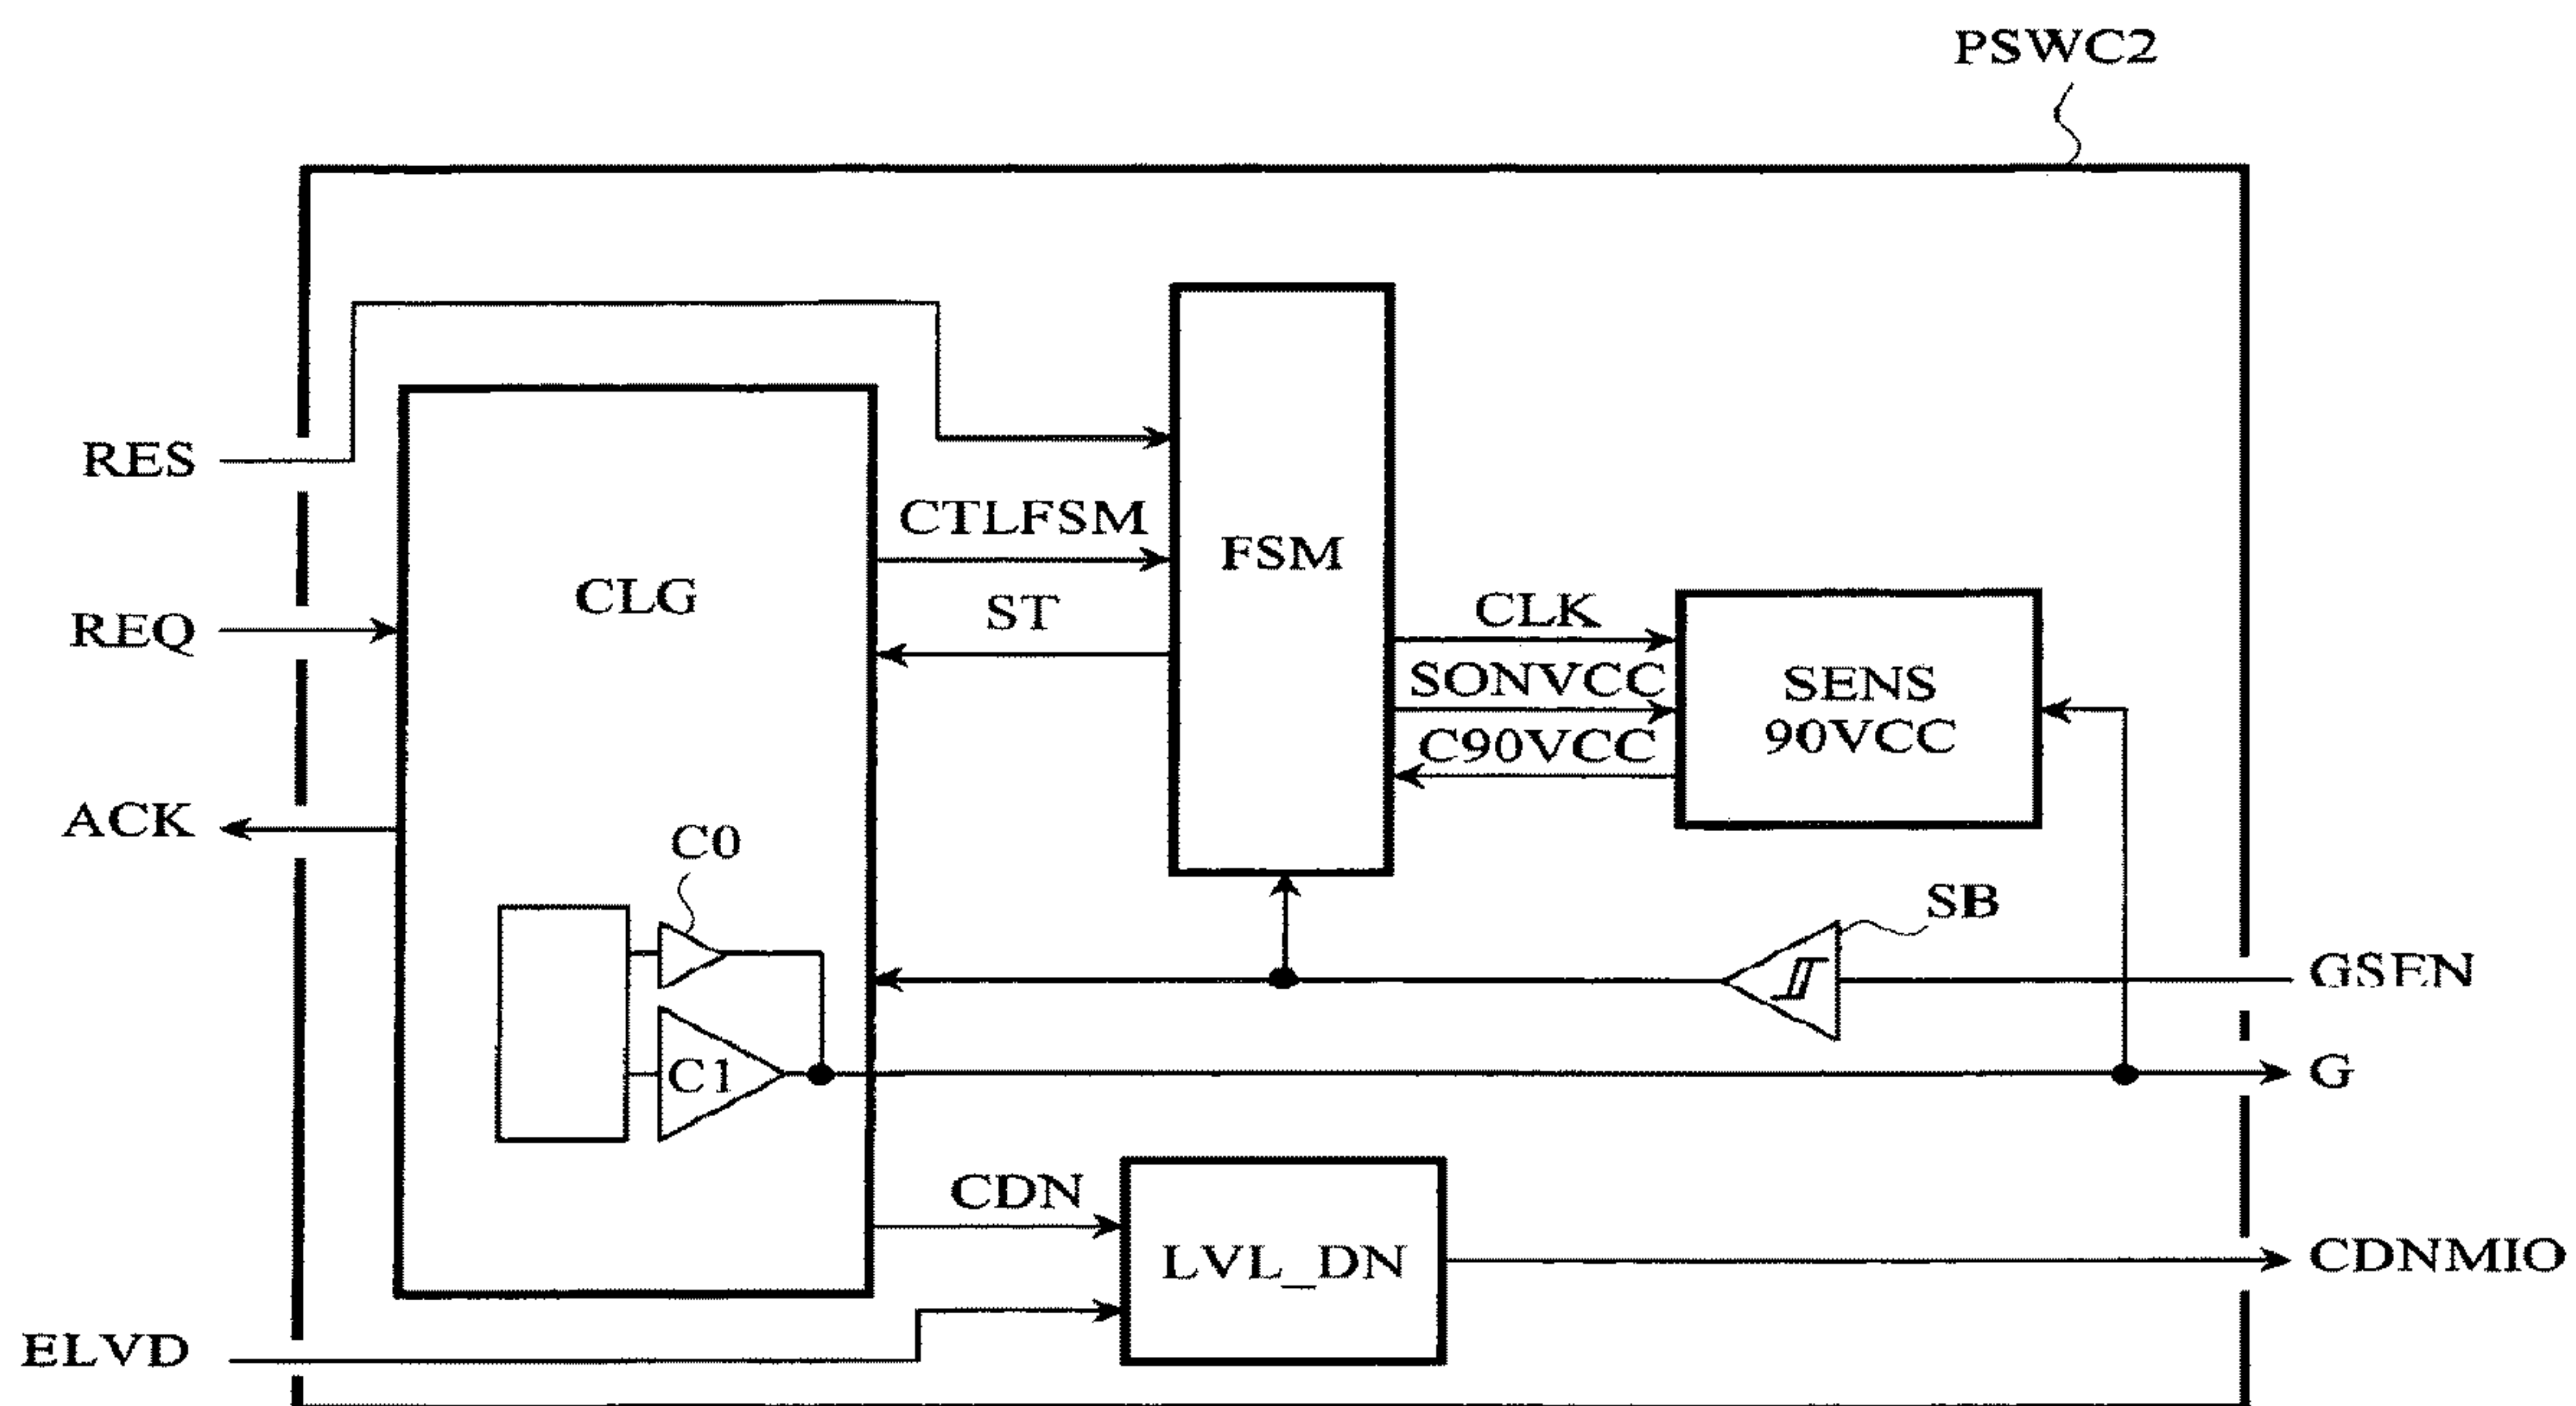 PSWC2
RES
CTLFSM
FSM
CLG
CLK
REQ
ST
SONVCC
SENS
90VCC
C90VCC
ACK
C0
SB
GSEN
C1
G
CDN
LVL_DN
CDNMIO
ELVD